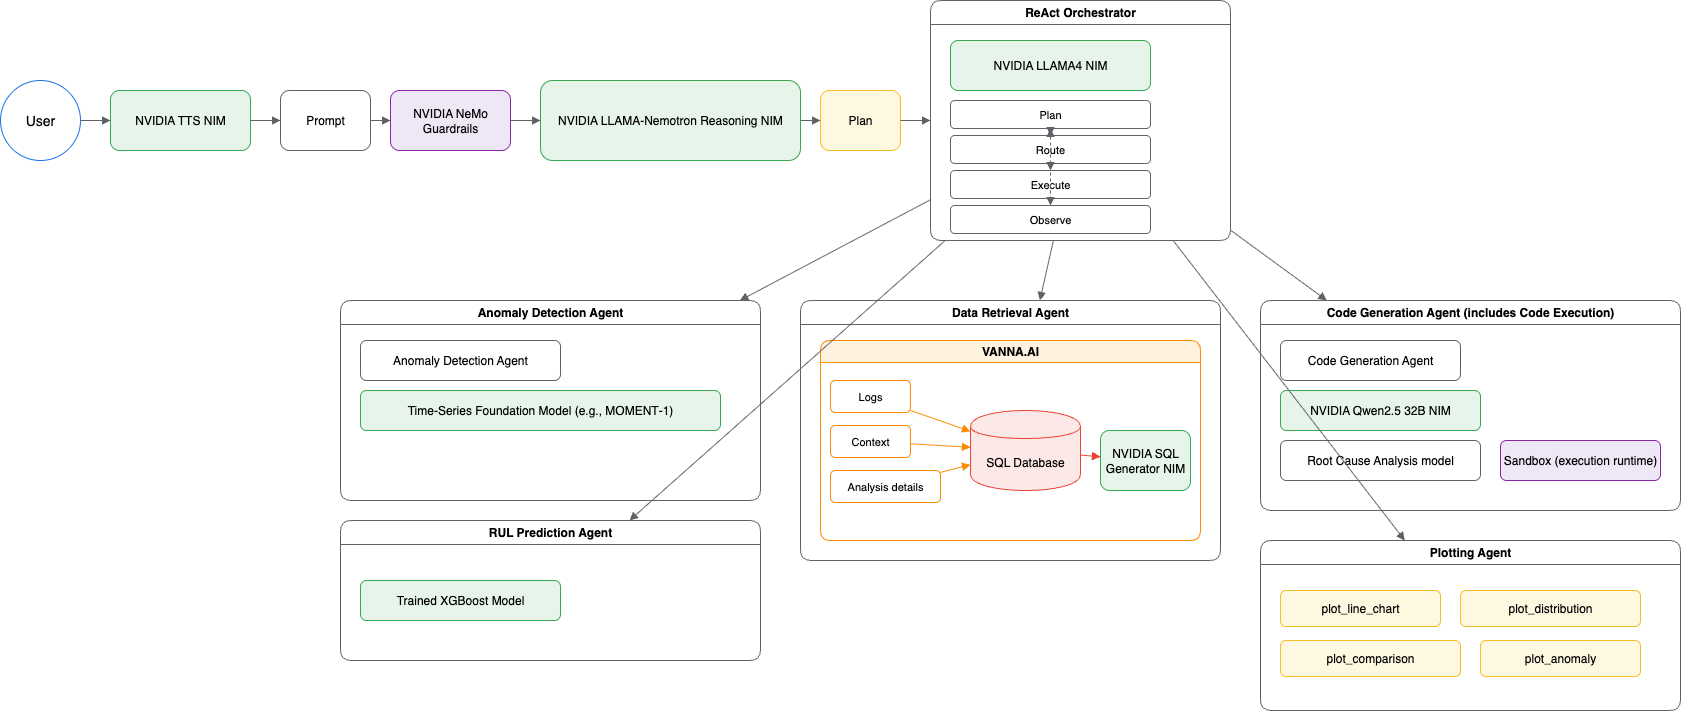 User
NVIDIA TTS NIM
Prompt
NVIDIA NeMo
Guardrails
NVIDIA LLAMA-Nemotron Reasoning NIM
Plan
ReAct Orchestrator
NVIDIA LLAMA4 NIM
Plan
Route
Execute
Observe
Anomaly Detection Agent
Anomaly Detection Agent
Time-Series Foundation Model (e.g., MOMENT-1)
RUL Prediction Agent
Trained XGBoost Model
Data Retrieval Agent
VANNA.AI
Logs
Context
Analysis details
SQL Database
NVIDIA SQL
Generator NIM
Code Generation Agent (includes Code Execution)
Code Generation Agent
NVIDIA Qwen2.5 32B NIM
Root Cause Analysis model
Sandbox (execution runtime)
Plotting Agent
plot_line_chart
plot_distribution
plot_comparison
plot_anomaly